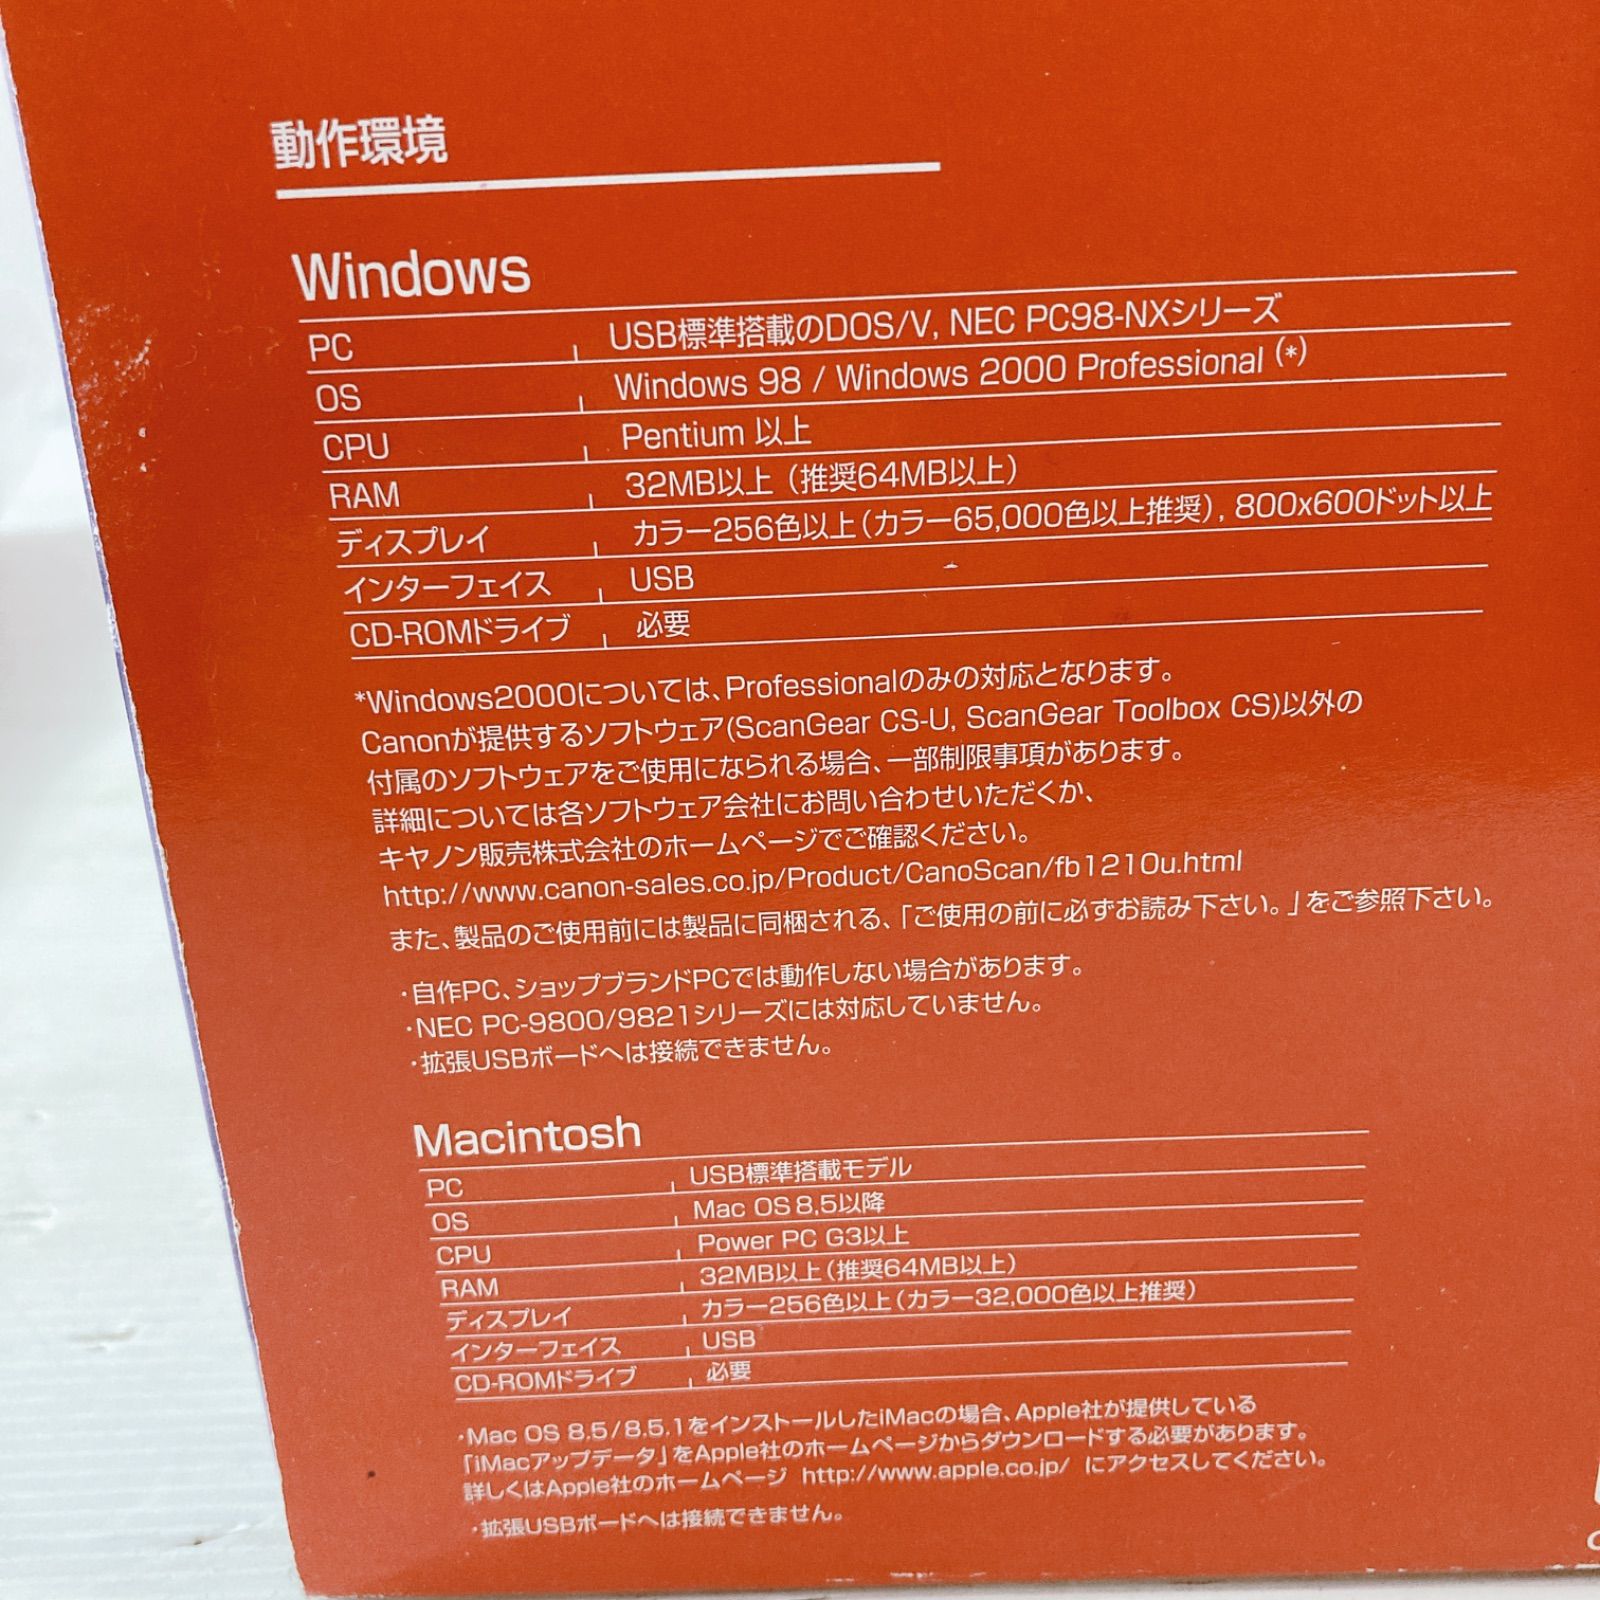 動作環境
Windows
PC USB標準搭載のDOS/V, NEC PC98-NXシリーズ
OS Windows 98 / Windows 2000 Professional (*)
CPU Pentium 以上
RAM 32MB以上（推奨64MB以上）
ディスプレイ カラー256色以上（カラー65,000色以上推奨）, 800x600ドット以上
インターフェイス USB
CD-ROMドライブ 必要
*Windows2000については、Professionalのみの対応となります。
Canonが提供するソフトウェア(ScanGear CS-U, ScanGear Toolbox CS)以外の
付属のソフトウェアをご使用になられる場合、一部制限事項があります。
詳細については各ソフトウェア会社にお問い合わせいただくか、
キヤノン販売株式会社のホームページでご確認ください。
http://www.canon-sales.co.jp/Product/CanoScan/fb1210u.html
また、製品のご使用前には製品に同梱される、「ご使用の前に必ずお読み下さい。」をご参照下さい。
・自作PC、ショップブランドPCでは動作しない場合があります。
・NEC PC-9800/9821シリーズには対応していません。
・拡張USBボードへは接続できません。
Macintosh
PC USB標準搭載モデル
OS Mac OS 8.5以降
CPU Power PC G3以上
RAM 32MB以上（推奨64MB以上）
ディスプレイ カラー256色以上（カラー32,000色以上推奨）
インターフェイス USB
CD-ROMドライブ 必要
・Mac OS 8.5/8.5.1をインストールしたiMacの場合、Apple社が提供している
「iMacアップデータ」をApple社のホームページからダウンロードする必要があります。
詳しくはApple社のホームページ http://www.apple.co.jp/ にアクセスしてください。
・拡張USBボードへは接続できません。